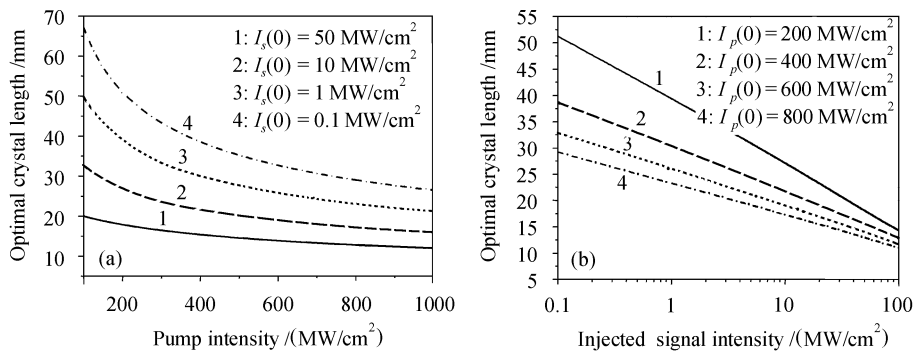 Optimal crystal length /mm
70
60
50
40
30
20
10
1: I_s(0) = 50 MW/cm²
2: I_s(0) = 10 MW/cm²
3: I_s(0) = 1 MW/cm²
4: I_s(0) = 0.1 MW/cm²
4
3
2
1
(a)
200 400 600 800 1000
Pump intensity /(MW/cm²)
Optimal crystal length /mm
55
50
45
40
35
30
25
20
15
10
5
1: I_p(0) = 200 MW/cm²
2: I_p(0) = 400 MW/cm²
3: I_p(0) = 600 MW/cm²
4: I_p(0) = 800 MW/cm²
1
2
3
4
(b)
0.1 1 10 100
Injected signal intensity /(MW/cm²)